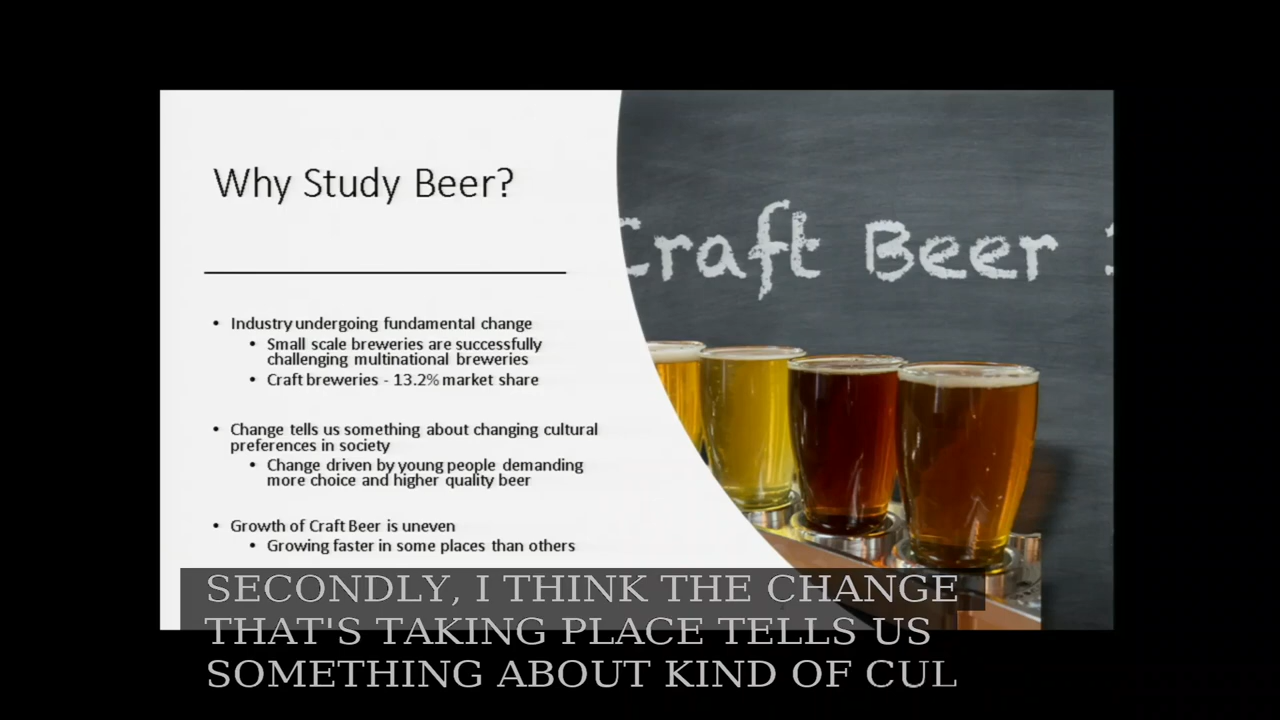 Why Study Beer?
• Industry undergoing fundamental change
• Small scale breweries are successfully
challenging multinational breweries
• Craft breweries - 13.2% market share
• Change tells us something about changing cultural
preferences in society
• Change driven by young people demanding
more choice and higher quality beer
• Growth of Craft Beer is uneven
• Growing faster in some places than others
Craft Beer
SECONDLY, I THINK THE CHANGE
THAT'S TAKING PLACE TELLS US
SOMETHING ABOUT KIND OF CUL